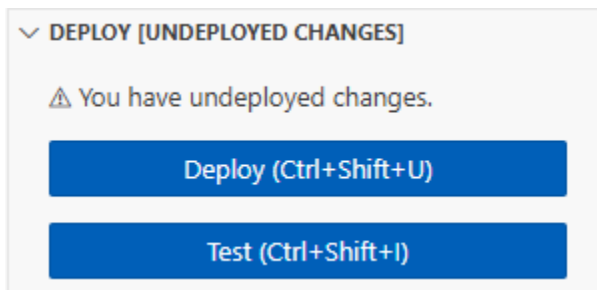 DEPLOY [UNDEPLOYED CHANGES]
⚠ You have undeployed changes.
Deploy (Ctrl+Shift+U)
Test (Ctrl+Shift+I)